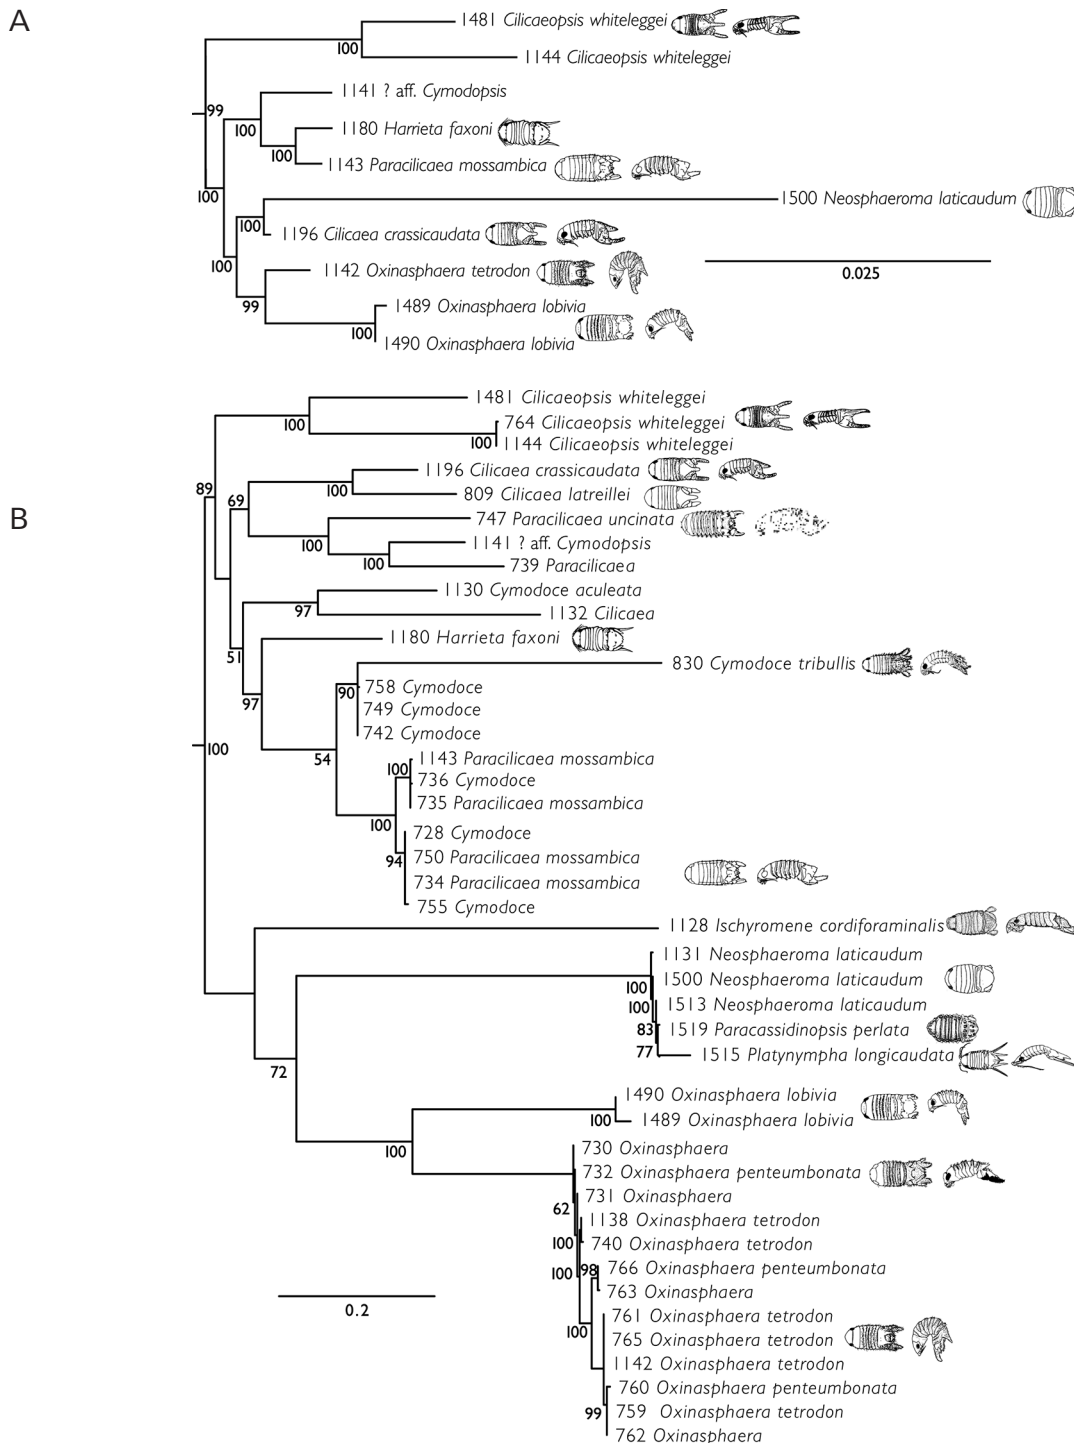 A
1481 Cilicaeopsis whiteleggei
100
1144 Cilicaeopsis whiteleggei
1141 ? aff. Cymodopsis
99
100
1180 Harrieta faxoni
100
1143 Paracilicaea mossambica
100
1500 Neosphaeroma laticaudum
100
1196 Cilicaea crassicaudata
100
1142 Oxinasphaera tetrodon
0.025
99
1489 Oxinasphaera lobivia
100
1490 Oxinasphaera lobivia
1481 Cilicaeopsis whiteleggei
100
764 Cilicaeopsis whiteleggei
100
1144 Cilicaeopsis whiteleggei
1196 Cilicaea crassicaudata
89
100
69
809 Cilicaea latreillei
B
747 Paracilicaea uncinata
100
1141 ? aff. Cymodopsis
100
739 Paracilicaea
1130 Cymodoce aculeata
97
1132 Cilicaea
1180 Harrieta faxoni
51
830 Cymodoce tribullis
90
758 Cymodoce
97
749 Cymodoce
742 Cymodoce
100
54
1143 Paracilicaea mossambica
100
736 Cymodoce
735 Paracilicaea mossambica
100
728 Cymodoce
94
750 Paracilicaea mossambica
734 Paracilicaea mossambica
755 Cymodoce
1128 Ischyromene cordiforaminalis
1131 Neosphaeroma laticaudum
1500 Neosphaeroma laticaudum
100
100
1513 Neosphaeroma laticaudum
83
1519 Paracassidinopsis perlata
77
1515 Platynympha longicaudata
72
1490 Oxinasphaera lobivia
100
1489 Oxinasphaera lobivia
100
730 Oxinasphaera
732 Oxinasphaera penteumbonata
731 Oxinasphaera
62
1138 Oxinasphaera tetrodon
100
740 Oxinasphaera tetrodon
100
98
766 Oxinasphaera penteumbonata
763 Oxinasphaera
0.2
761 Oxinasphaera tetrodon
100
765 Oxinasphaera tetrodon
1142 Oxinasphaera tetrodon
760 Oxinasphaera penteumbonata
99
759 Oxinasphaera tetrodon
762 Oxinasphaera